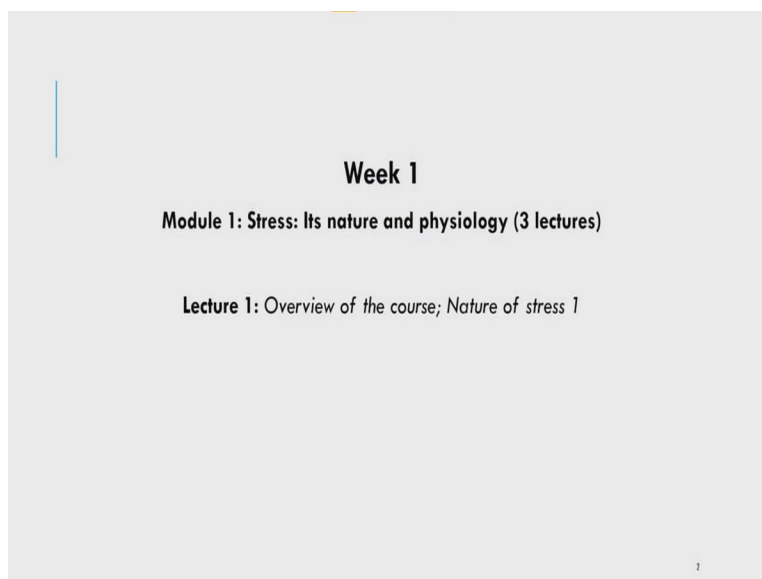 Week 1
Module 1: Stress: Its nature and physiology (3 lectures)
Lecture 1: Overview of the course; Nature of stress 1